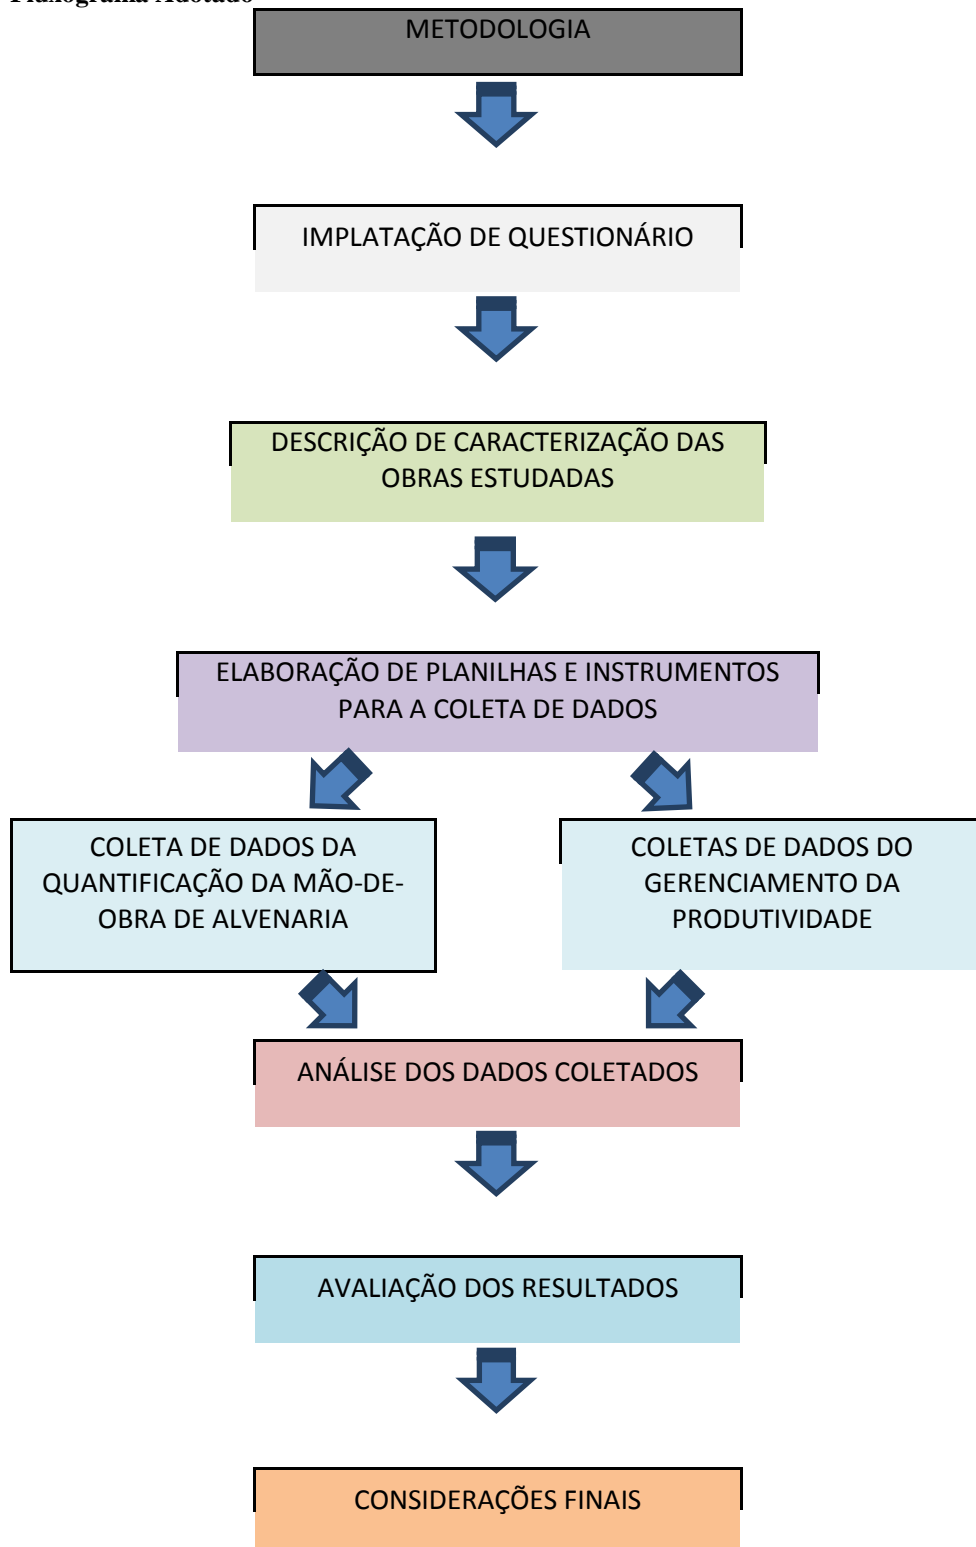 Fluxograma Adotado
METODOLOGIA
IMPLATAÇÃO DE QUESTIONÁRIO
DESCRIÇÃO DE CARACTERIZAÇÃO DAS
OBRAS ESTUDADAS
ELABORAÇÃO DE PLANILHAS E INSTRUMENTOS
PARA A COLETA DE DADOS
COLETA DE DADOS DA
QUANTIFICAÇÃO DA MÃO-DE-
OBRA DE ALVENARIA
COLETAS DE DADOS DO
GERENCIAMENTO DA
PRODUTIVIDADE
ANÁLISE DOS DADOS COLETADOS
AVALIAÇÃO DOS RESULTADOS
CONSIDERAÇÕES FINAIS